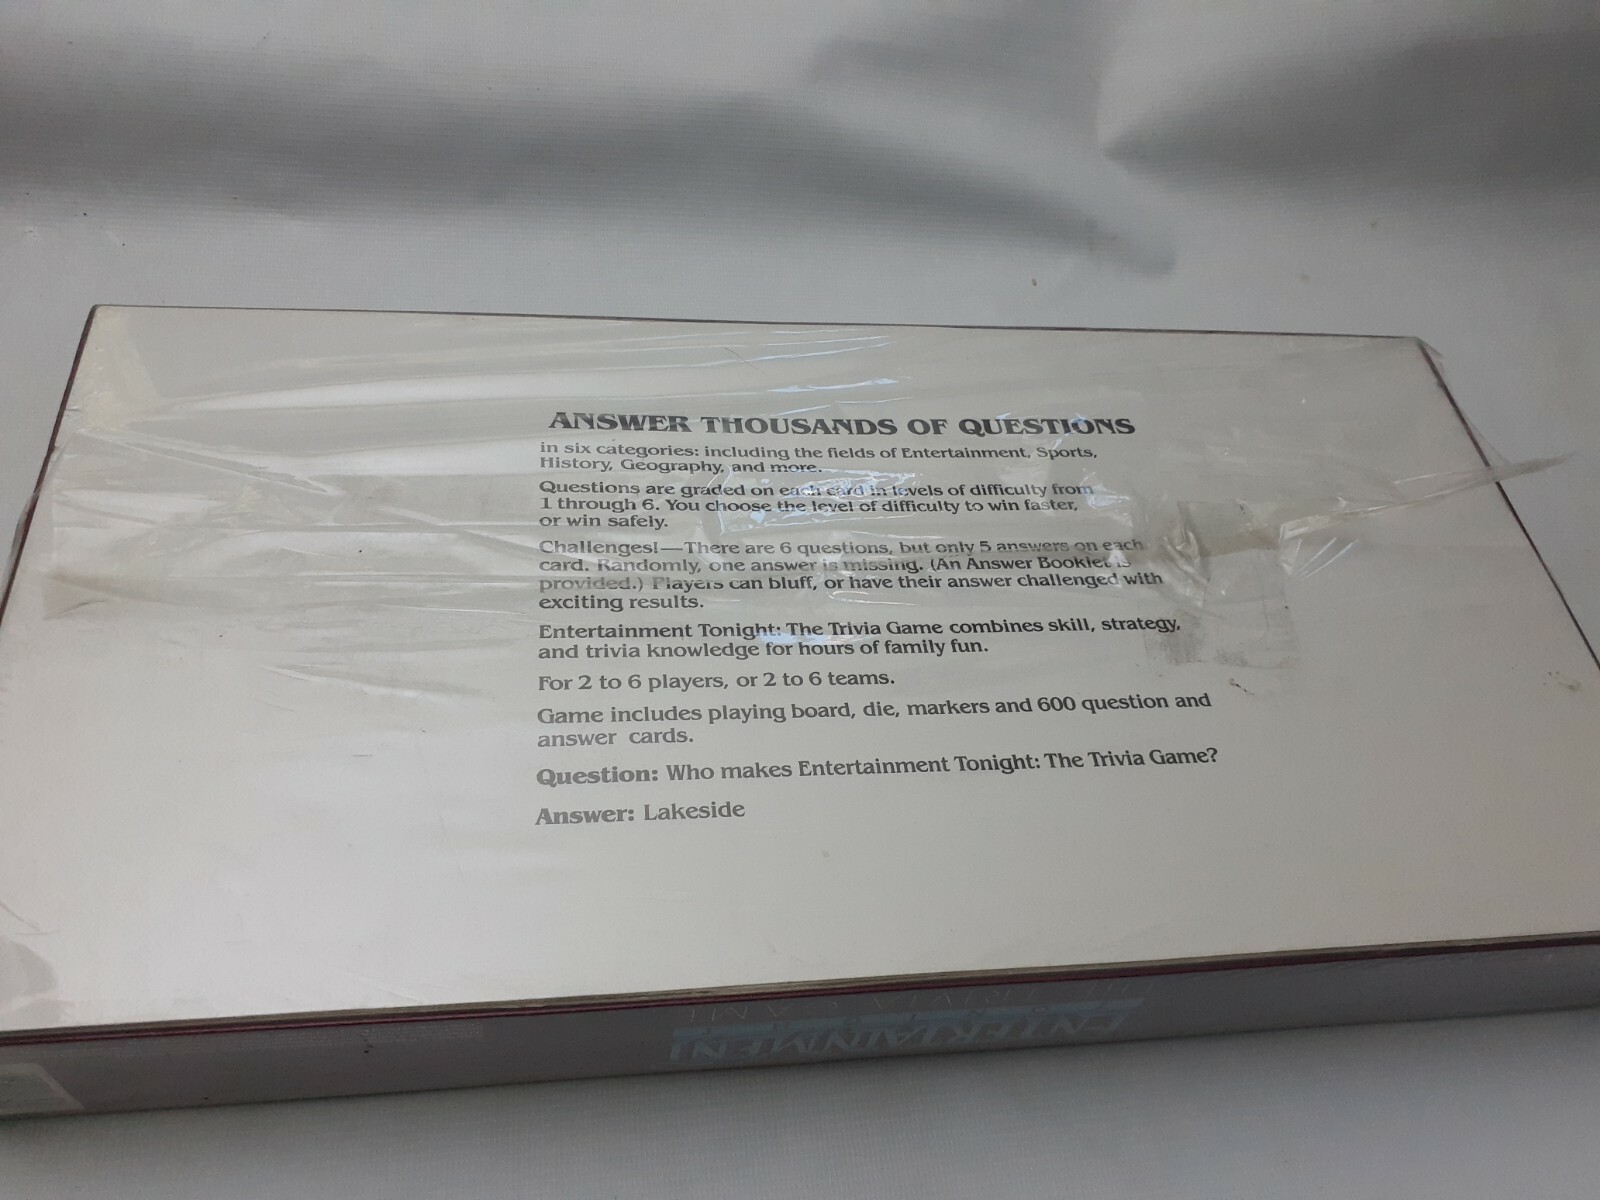 ANSWER THOUSANDS OF QUESTIONS
in six categories: including the fields of Entertainment, Sports,
History, Geography, and more.
Questions are graded on each card in levels of difficulty from
1 through 6. You choose the level of difficulty to win faster,
or win safely.
Challenges!—There are 6 questions, but only 5 answers on each
card. Randomly, one answer is missing. (An Answer Booklet is
provided.) Players can bluff, or have their answer challenged with
exciting results.
Entertainment Tonight: The Trivia Game combines skill, strategy,
and trivia knowledge for hours of family fun.
For 2 to 6 players, or 2 to 6 teams.
Game includes playing board, die, markers and 600 question and
answer cards.
Question: Who makes Entertainment Tonight: The Trivia Game?
Answer: Lakeside
ENTERTAINMENT
THE TRIVIA GAME